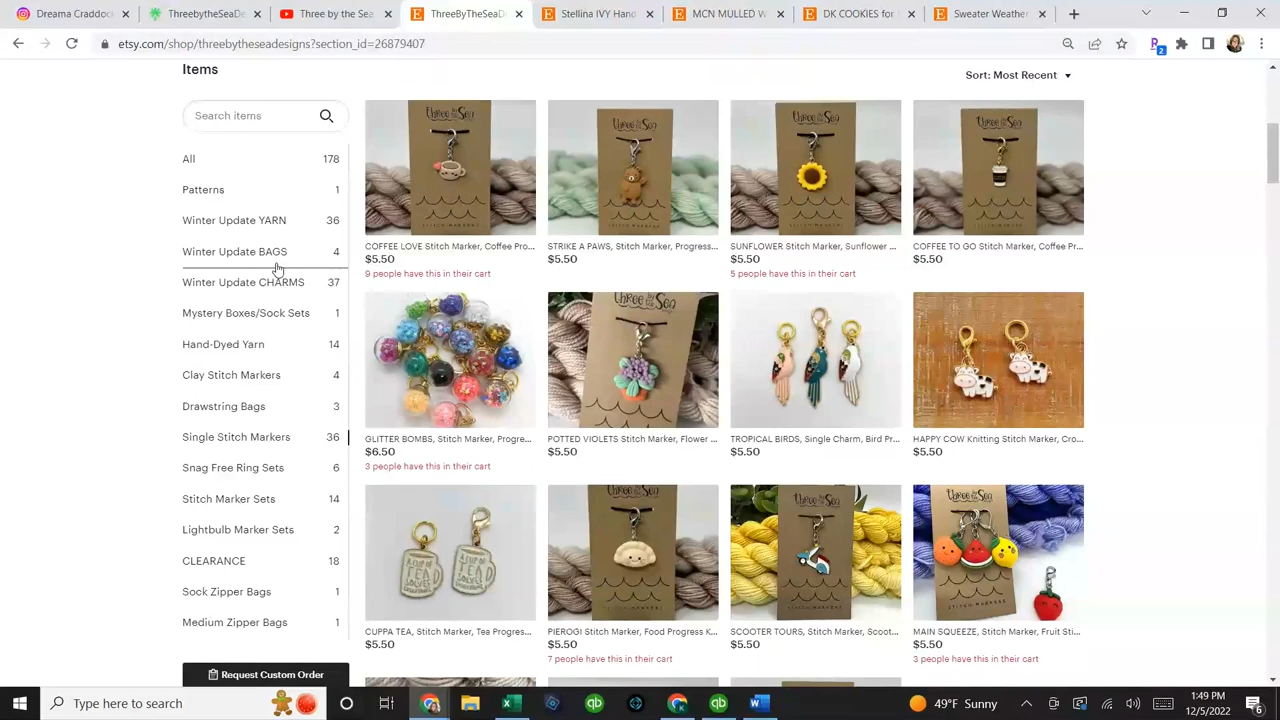 Dreama Craddock
ThreebytheSeaD
Three by the Sea
ThreeByTheSeaDe
Stellina IVY Hand
MCN MULLED W
DK COOKIES for
Sweater Weather
etsy.com/shop/threebytheseadesigns?section_id=26879407
2
Items
Sort: Most Recent
Search items
All 178
Patterns 1
Winter Update YARN 36
Winter Update BAGS 4
Winter Update CHARMS 37
Mystery Boxes/Sock Sets 1
Hand-Dyed Yarn 14
Clay Stitch Markers 4
Drawstring Bags 3
Single Stitch Markers 36
Snag Free Ring Sets 6
Stitch Marker Sets 14
Lightbulb Marker Sets 2
CLEARANCE 18
Sock Zipper Bags 1
Medium Zipper Bags 1
Request Custom Order
COFFEE LOVE Stitch Marker, Coffee Pro...
$5.50
9 people have this in their cart
STRIKE A PAWS, Stitch Marker, Progress...
$5.50
SUNFLOWER Stitch Marker, Sunflower ...
$5.50
5 people have this in their cart
COFFEE TO GO Stitch Marker, Coffee Pr...
$5.50
GLITTER BOMBS, Stitch Marker, Progre...
$6.50
3 people have this in their cart
POTTED VIOLETS Stitch Marker, Flower ...
$5.50
TROPICAL BIRDS, Single Charm, Bird Pr...
$5.50
HAPPY COW Knitting Stitch Marker, Cro...
$5.50
A CUP OF
TEA
SOLVES
EVERYTHING
CUPPA TEA, Stitch Marker, Tea Progres...
$5.50
PIEROGI Stitch Marker, Food Progress K...
$5.50
7 people have this in their cart
SCOOTER TOURS, Stitch Marker, Scoot...
$5.50
MAIN SQUEEZE, Stitch Marker, Fruit Sti...
$5.50
3 people have this in their cart
Type here to search
49°F Sunny
1:49 PM
12/5/2022
6